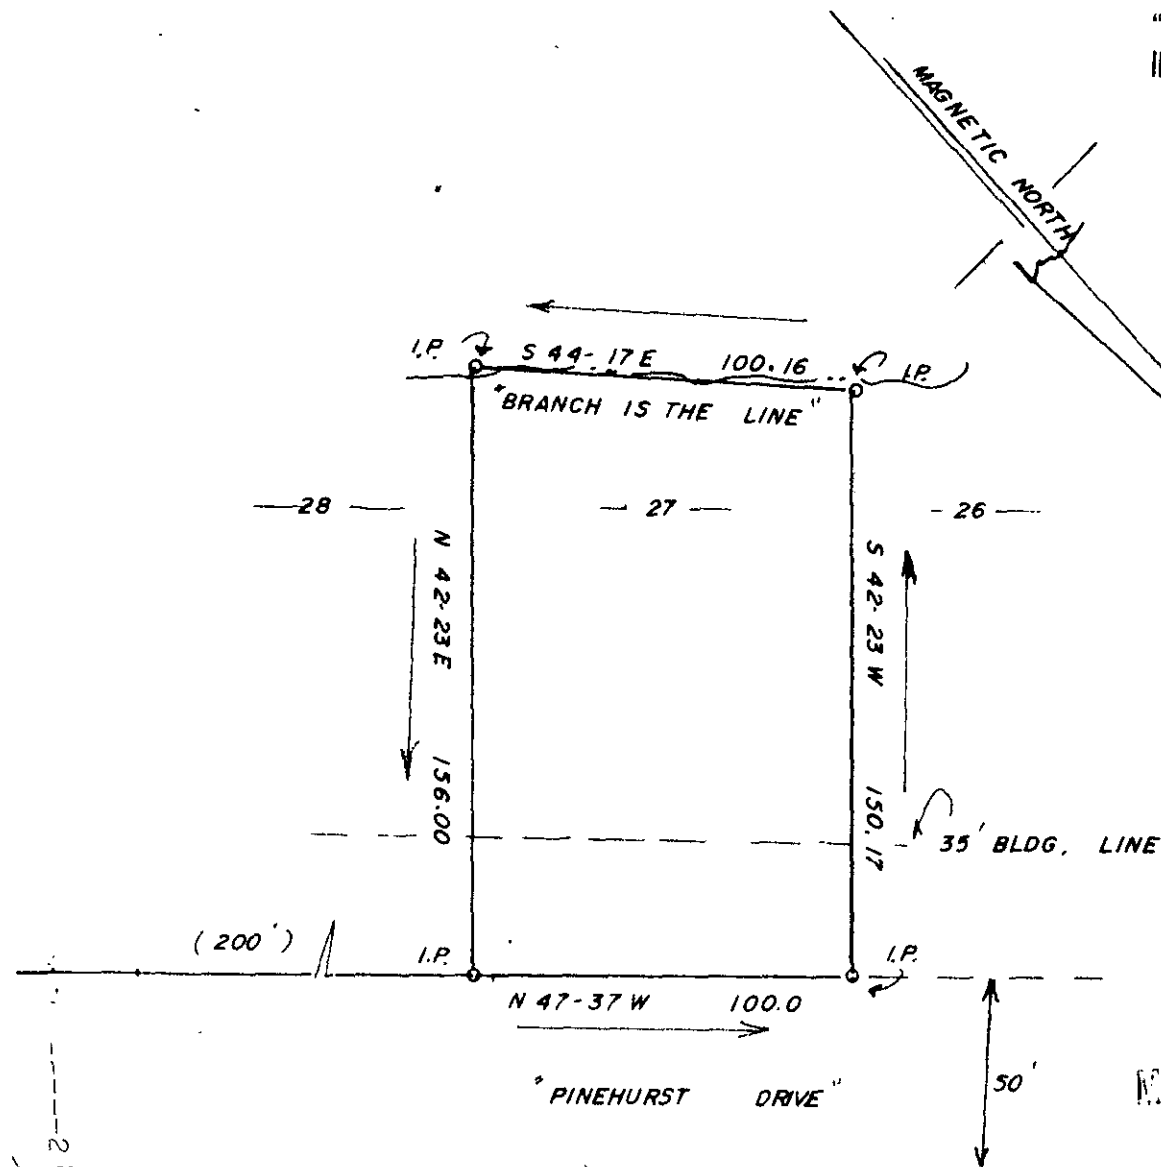 MAGNETIC NORTH
I.P. S 44-17 E 100.16 I.P.
"BRANCH IS THE LINE"
28 27 26
N 42-23 E 156.00
S 42-23 W 150.17
35' BLDG, LINE
(200')
I.P. I.P.
N 47-37 W 100.0
"PINEHURST DRIVE"
50'